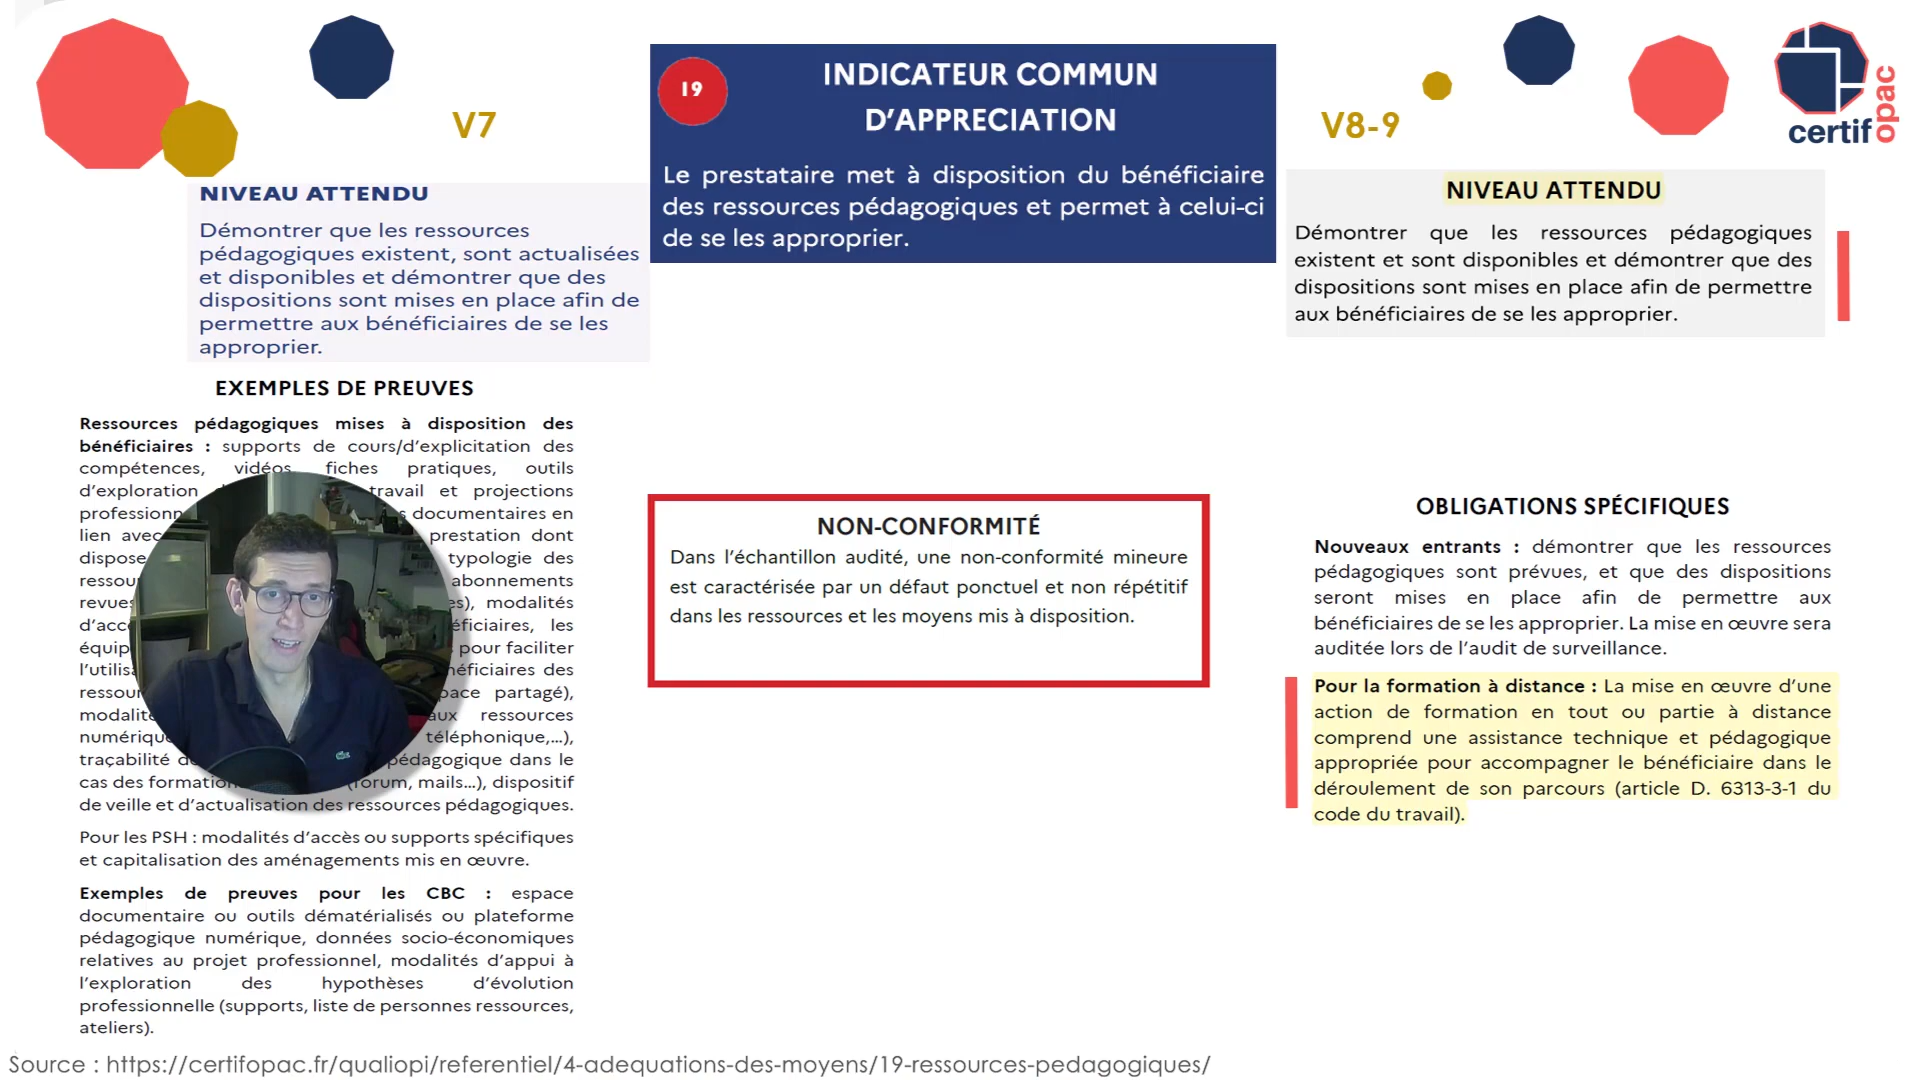 V7
19
INDICATEUR COMMUN
D'APPRECIATION
Le prestataire met à disposition du bénéficiaire
des ressources pédagogiques et permet à celui-ci
de se les approprier.
V8-9
certif
opac
NIVEAU ATTENDU
Démontrer que les ressources
pédagogiques existent, sont actualisées
et disponibles et démontrer que des
dispositions sont mises en place afin de
permettre aux bénéficiaires de se les
approprier.
NIVEAU ATTENDU
Démontrer que les ressources pédagogiques
existent et sont disponibles et démontrer que des
dispositions sont mises en place afin de permettre
aux bénéficiaires de se les approprier.
EXEMPLES DE PREUVES
Ressources pédagogiques mises à disposition des
bénéficiaires : supports de cours/d'explicitation des
compétences, vidéos fiches pratiques, outils
d'exploration travail et projections
documentaires en
lien avec prestation dont
typologie des
abonnements
modalités
les
pour faciliter
des
aux ressources
téléphonique,...),
traçabilité pédagogique dans le
cas des (forum, mails...), dispositif
de veille et d'actualisation des ressources pédagogiques.
Pour les PSH : modalités d'accès ou supports spécifiques
et capitalisation des aménagements mis en œuvre.
Exemples de preuves pour les CBC : espace
documentaire ou outils dématérialisés ou plateforme
pédagogique numérique, données socio-économiques
relatives au projet professionnel, modalités d'appui à
l'exploration des hypothèses d'évolution
professionnelle (supports, liste de personnes ressources,
ateliers).
NON-CONFORMITÉ
Dans l'échantillon audité, une non-conformité mineure
est caractérisée par un défaut ponctuel et non répétitif
dans les ressources et les moyens mis à disposition.
OBLIGATIONS SPÉCIFIQUES
Nouveaux entrants : démontrer que les ressources
pédagogiques sont prévues, et que des dispositions
seront mises en place afin de permettre aux
bénéficiaires de se les approprier. La mise en œuvre sera
auditée lors de l'audit de surveillance.
Pour la formation à distance : La mise en œuvre d'une
action de formation en tout ou partie à distance
comprend une assistance technique et pédagogique
appropriée pour accompagner le bénéficiaire dans le
déroulement de son parcours (article D. 6313-3-1 du
code du travail).
Source : https://certifopac.fr/qualiopi/referentiel/4-adequations-des-moyens/19-ressources-pedagogiques/